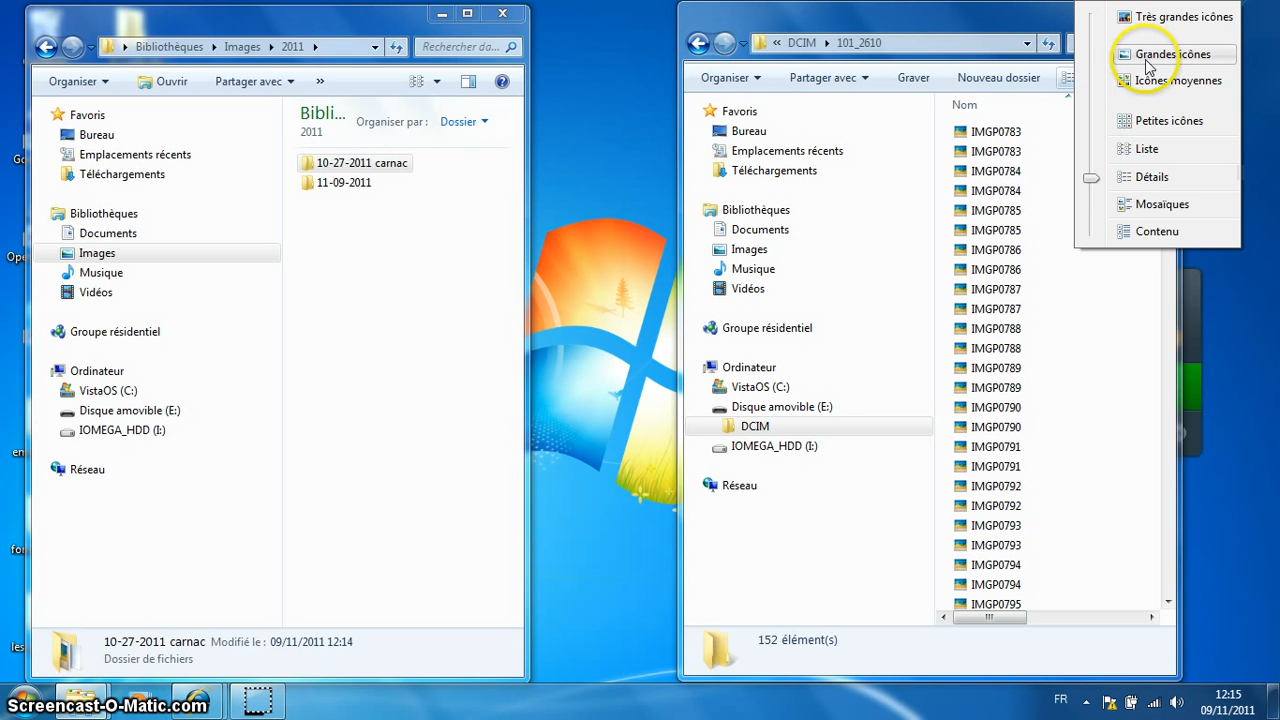 Bibliothèques ▸ Images ▸ 2011 ▸
Rechercher da...
Organiser
Ouvrir
Partager avec
»
Favoris
Bureau
Emplacements récents
Téléchargements
Bibliothèques
Documents
Images
Musique
Vidéos
Groupe résidentiel
Ordinateur
VistaOS (C:)
Disque amovible (E:)
IOMEGA_HDD (I:)
Réseau
Bibli...
2011
Organiser par :
Dossier
10-27-2011 carnac
11-09-2011
10-27-2011 carnac
Modifié le : 09/11/2011 12:14
Dossier de fichiers
« DCIM ▸ 101_2610
Organiser
Partager avec
Graver
Nouveau dossier
Favoris
Bureau
Emplacements récents
Téléchargements
Bibliothèques
Documents
Images
Musique
Vidéos
Groupe résidentiel
Ordinateur
VistaOS (C:)
Disque amovible (E:)
DCIM
IOMEGA_HDD (I:)
Réseau
Nom
IMGP0783
IMGP0783
IMGP0784
IMGP0784
IMGP0785
IMGP0785
IMGP0786
IMGP0786
IMGP0787
IMGP0787
IMGP0788
IMGP0788
IMGP0789
IMGP0789
IMGP0790
IMGP0790
IMGP0791
IMGP0791
IMGP0792
IMGP0792
IMGP0793
IMGP0793
IMGP0794
IMGP0794
IMGP0795
152 élément(s)
Très grandes icônes
Grandes icônes
Icônes moyennes
Petites icônes
Liste
Détails
Mosaïques
Contenu
Screencast-O-Matic.com
FR
12:15
09/11/2011